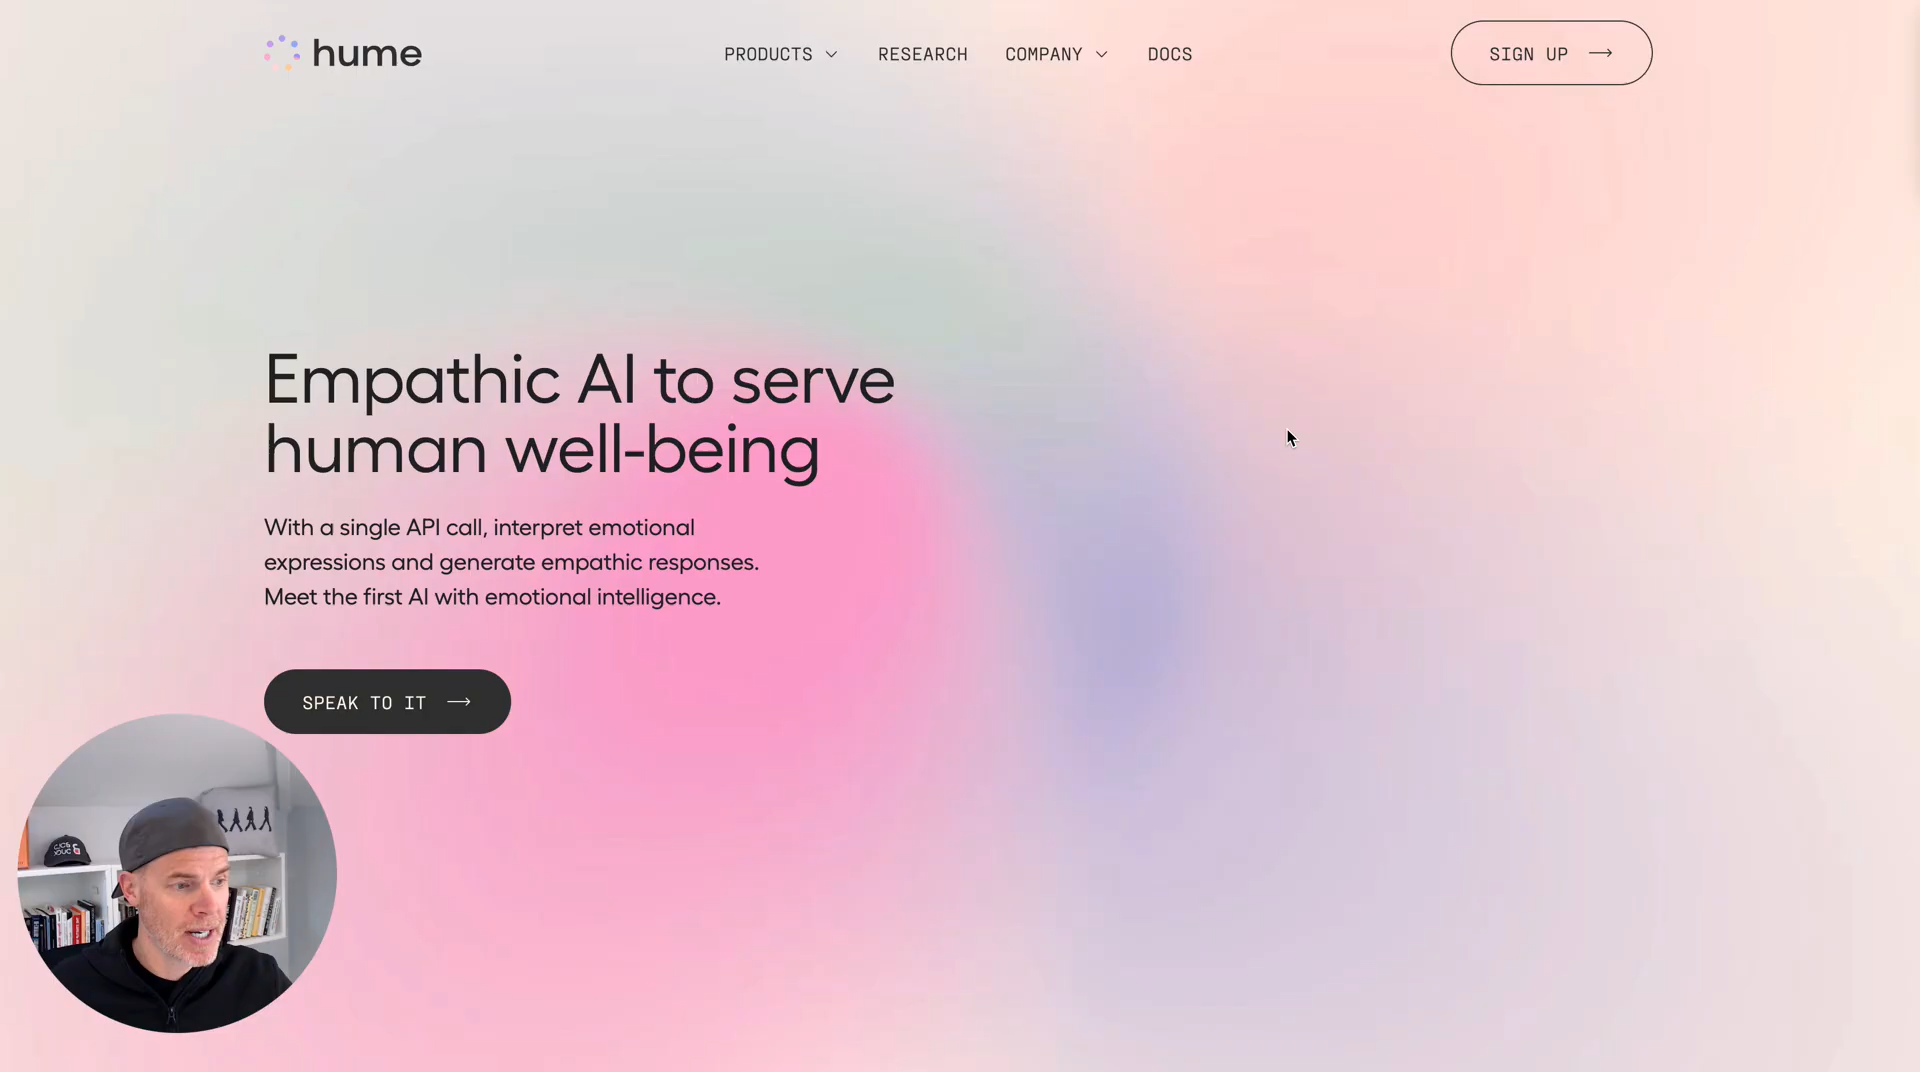 hume
PRODUCTS
RESEARCH
COMPANY
DOCS
SIGN UP
Empathic AI to serve
human well-being
With a single API call, interpret emotional
expressions and generate empathic responses.
Meet the first AI with emotional intelligence.
SPEAK TO IT